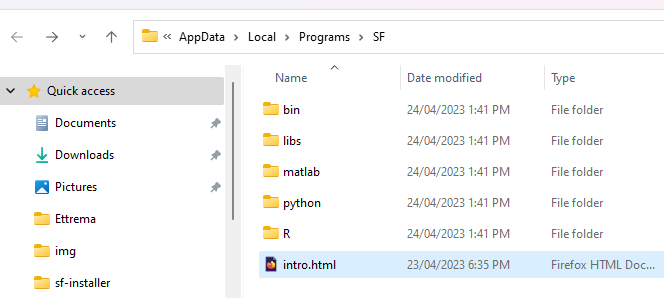 « AppData > Local > Programs > SF
Name Date modified Type
Quick access
Documents
Downloads
Pictures
Ettrema
img
sf-installer
bin 24/04/2023 1:41 PM File folder
libs 24/04/2023 1:41 PM File folder
matlab 24/04/2023 1:41 PM File folder
python 24/04/2023 1:41 PM File folder
R 24/04/2023 1:41 PM File folder
intro.html 23/04/2023 6:35 PM Firefox HTML Doc...